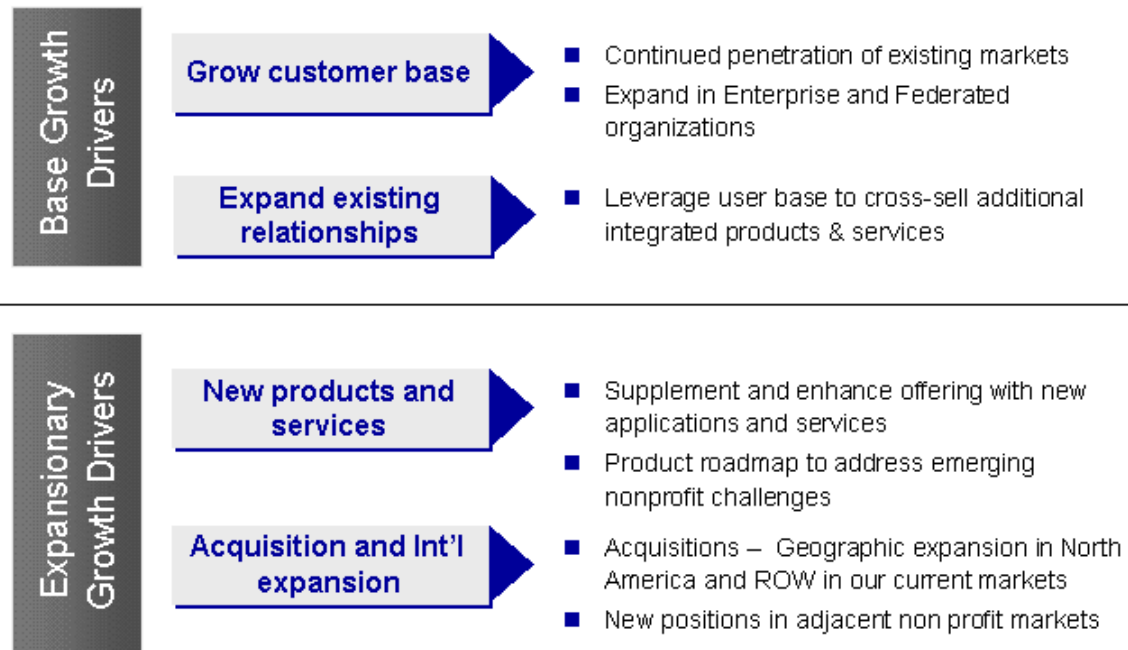 Base Growth
Drivers
Grow customer base
Continued penetration of existing markets
Expand in Enterprise and Federated
organizations
Expand existing
relationships
Leverage user base to cross-sell additional
integrated products & services
Expansionary
Growth Drivers
New products and
services
Supplement and enhance offering with new
applications and services
Product roadmap to address emerging
nonprofit challenges
Acquisition and Int'l
expansion
Acquisitions – Geographic expansion in North
America and ROW in our current markets
New positions in adjacent non profit markets